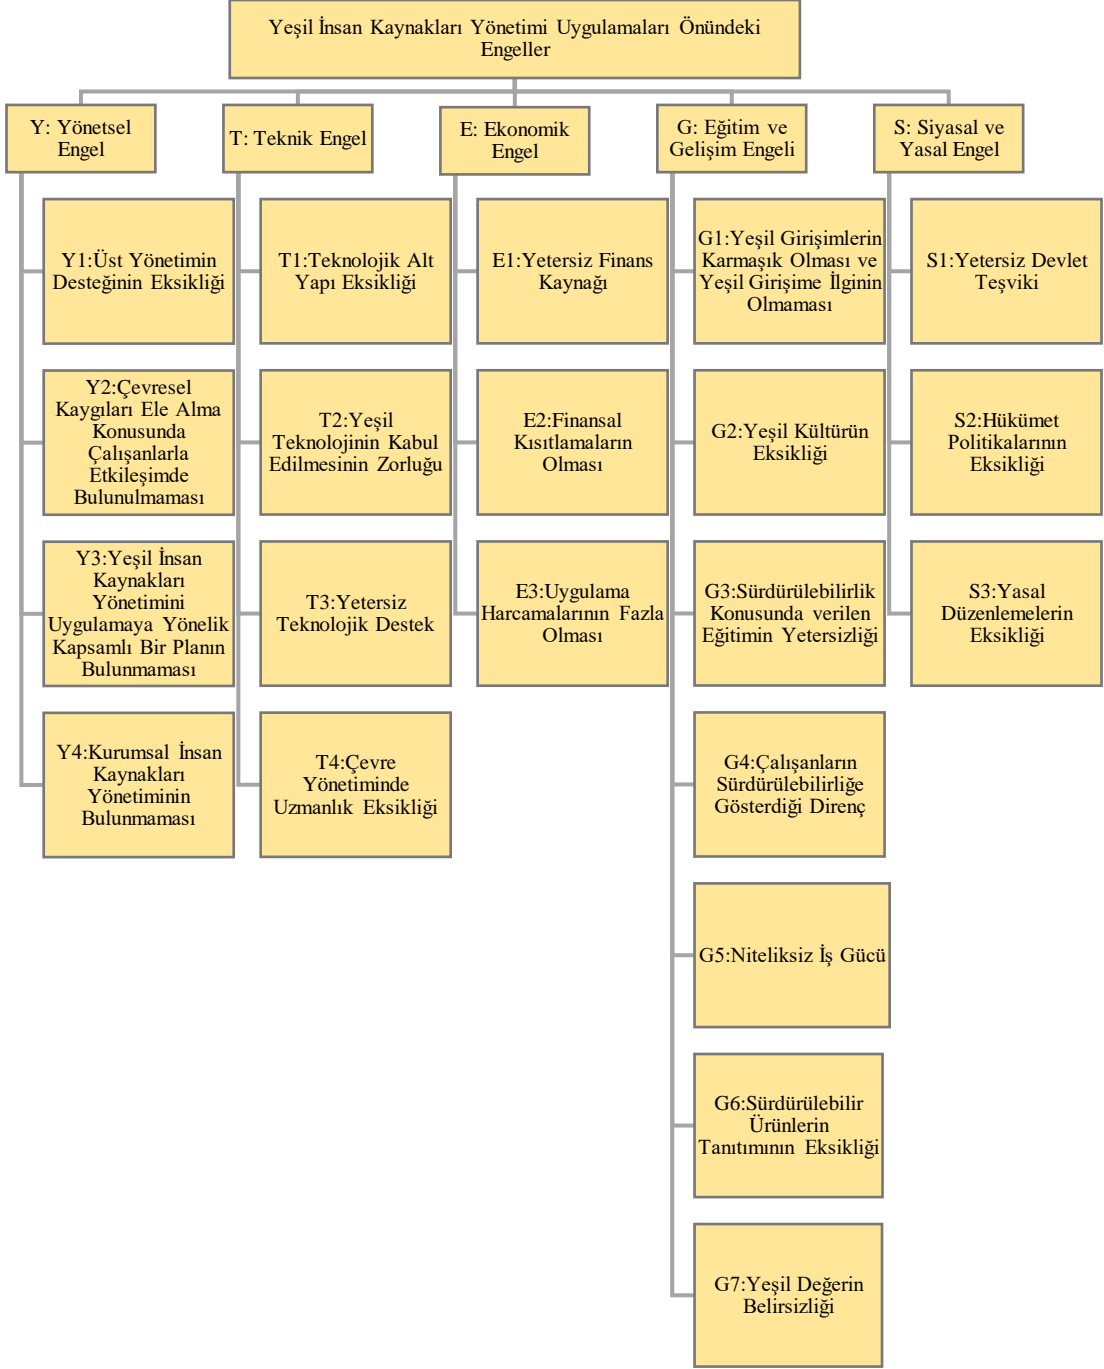 Yeşil İnsan Kaynakları Yönetimi Uygulamaları Önündeki
Engeller
Y: Yönetsel
Engel
T: Teknik Engel
E: Ekonomik
Engel
G: Eğitim ve
Gelişim Engeli
S: Siyasal ve
Yasal Engel
Y1:Üst Yönetimin
Desteğinin Eksikliği
T1:Teknolojik Alt
Yapı Eksikliği
E1:Yetersiz Finans
Kaynağı
G1:Yeşil Girişimlerin
Karmaşık Olması ve
Yeşil Girişime İlginin
Olmaması
S1:Yetersiz Devlet
Teşviki
Y2:Çevresel
Kaygıları Ele Alma
Konusunda
Çalışanlarla
Etkileşimde
Bulunulmaması
T2:Yeşil
Teknolojinin Kabul
Edilmesinin Zorluğu
E2:Finansal
Kısıtlamaların
Olması
G2:Yeşil Kültürün
Eksikliği
S2:Hükümet
Politikalarının
Eksikliği
Y3:Yeşil İnsan
Kaynakları
Yönetimini
Uygulamaya Yönelik
Kapsamlı Bir Planın
Bulunmaması
T3:Yetersiz
Teknolojik Destek
E3:Uygulama
Harcamalarının Fazla
Olması
G3:Sürdürülebilirlik
Konusunda verilen
Eğitimin Yetersizliği
S3:Yasal
Düzenlemelerin
Eksikliği
Y4:Kurumsal İnsan
Kaynakları
Yönetiminin
Bulunmaması
T4:Çevre
Yönetiminde
Uzmanlık Eksikliği
G4:Çalışanların
Sürdürülebilirliğe
Gösterdiği Direnç
G5:Niteliksiz İş Gücü
G6:Sürdürülebilir
Ürünlerin
Tanıtımının Eksikliği
G7:Yeşil Değerin
Belirsizliği